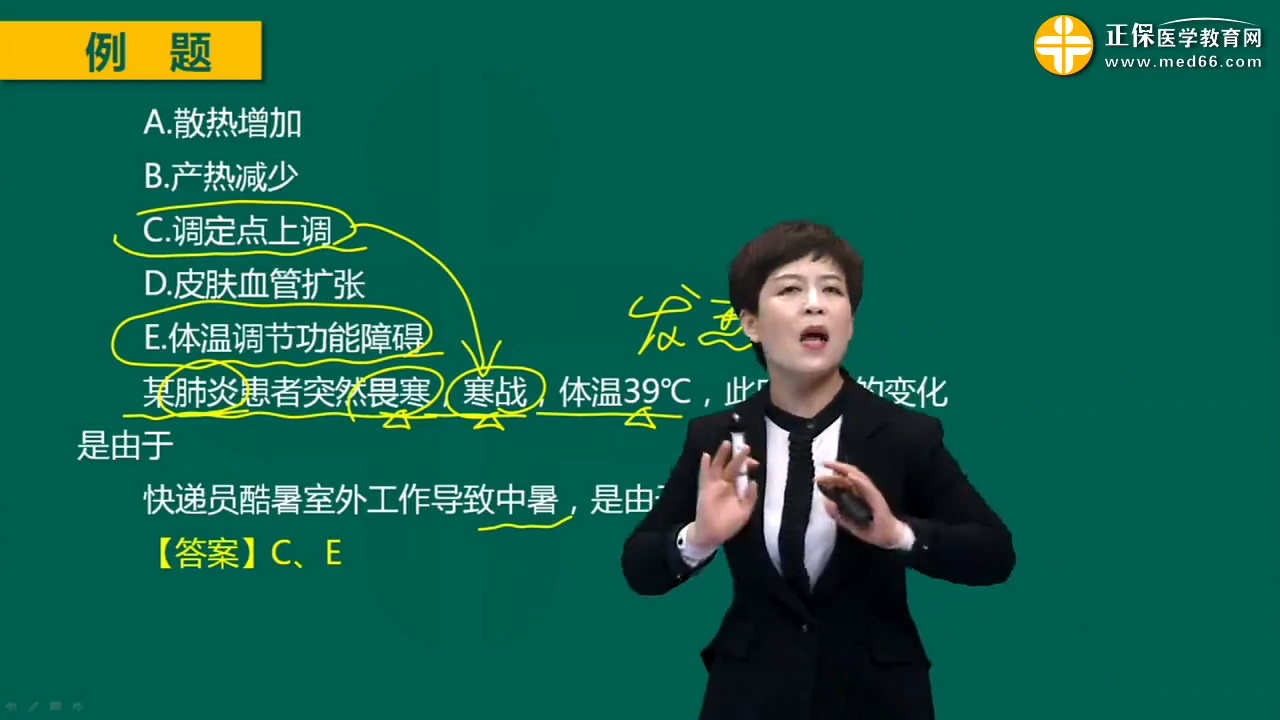 例 题
正保医学教育网
www.med66.com
A.散热增加
B.产热减少
C.调定点上调
D.皮肤血管扩张
发
E.体温调节功能障碍
某肺炎患者突然畏寒，寒战，体温39℃，此 的变化
是由于
快递员酷暑室外工作导致中暑，是由
【答案】C、E